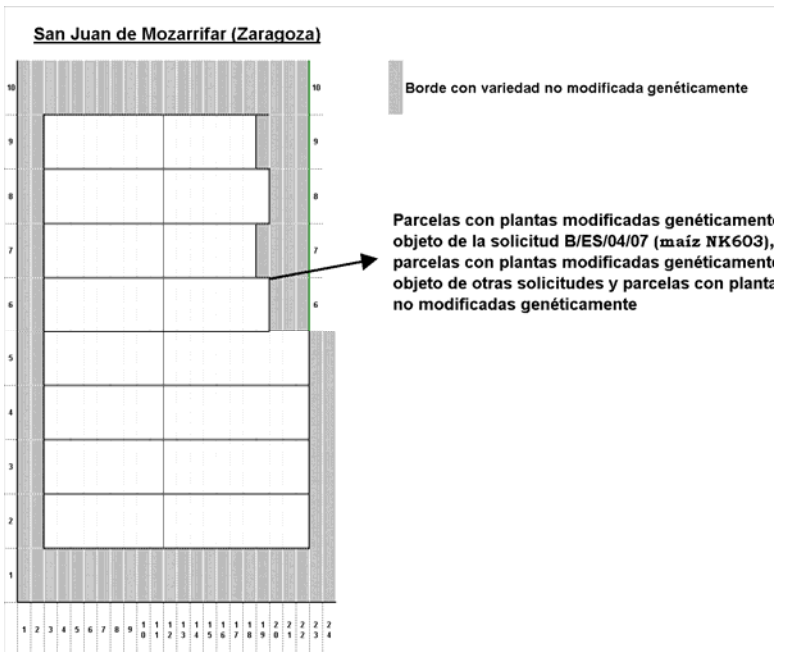 San Juan de Mozarrifar (Zaragoza)
10
10
Borde con variedad no modificada genéticamente
9
9
8
8
Parcelas con plantas modificadas genéticament
objeto de la solicitud B/ES/04/07 (maíz NK603),
7
7
parcelas con plantas modificadas genéticament
objeto de otras solicitudes y parcelas con planta
6
6
no modificadas genéticamente
5
4
3
2
1
1 2 3 4 5 6 7 8 9 10 11 12 13 14 15 16 17 18 19 20 21 22 23 24